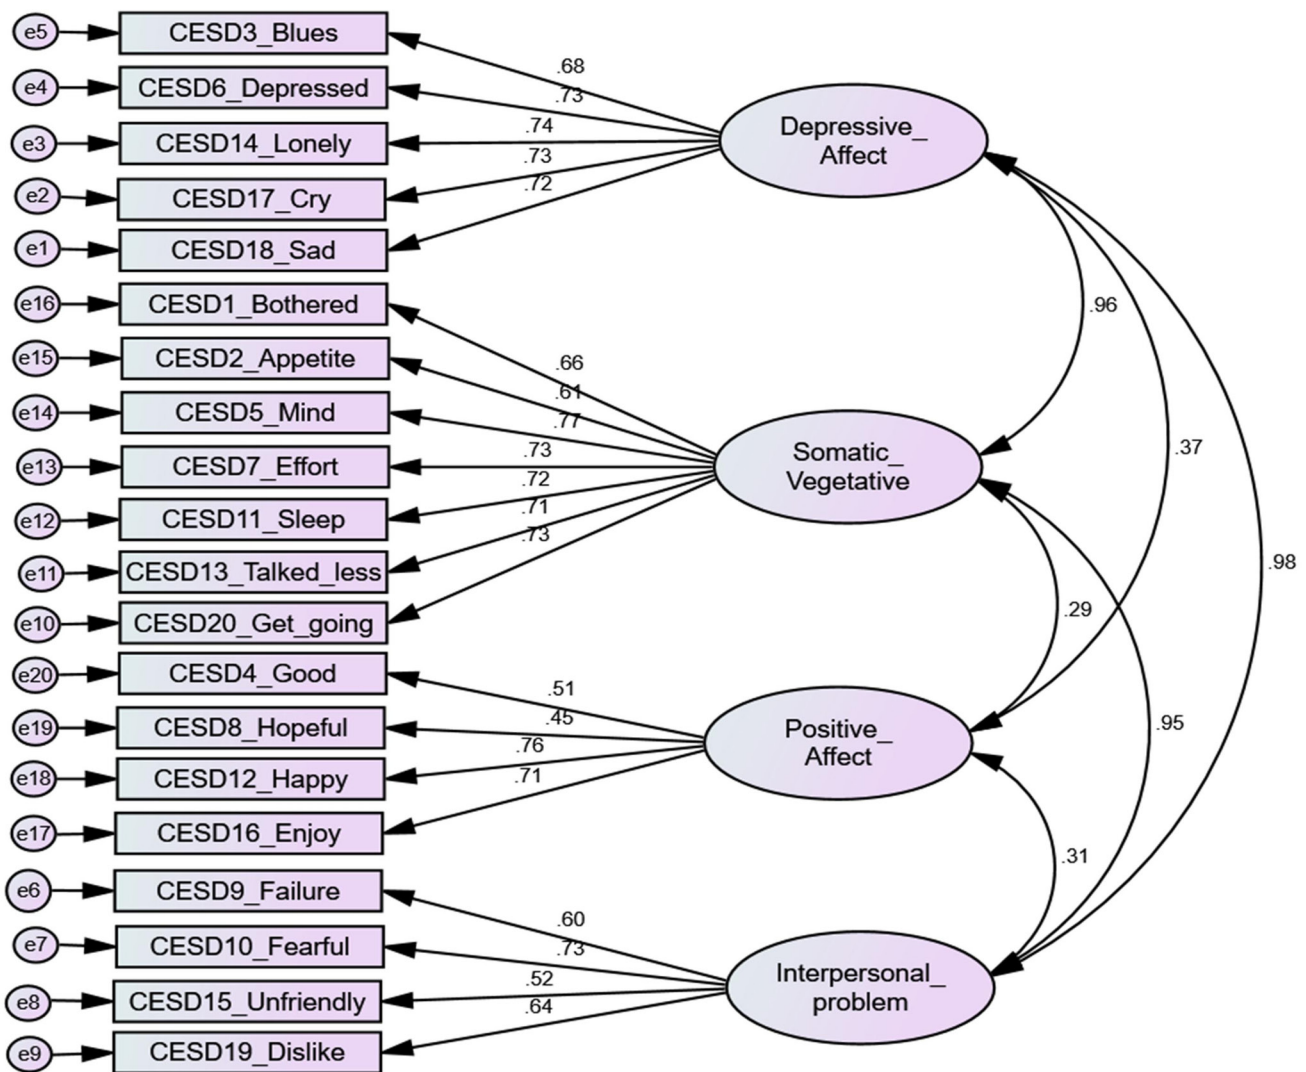 e5
CESD3_Blues
e4
CESD6_Depressed
e3
CESD14_Lonely
e2
CESD17_Cry
e1
CESD18_Sad
.68
.73
.74
.73
.72
Depressive_
Affect
e16
CESD1_Bothered
e15
CESD2_Appetite
e14
CESD5_Mind
e13
CESD7_Effort
e12
CESD11_Sleep
e11
CESD13_Talked_less
e10
CESD20_Get_going
.66
.61
.77
.73
.72
.71
.73
Somatic_
Vegetative
e20
CESD4_Good
e19
CESD8_Hopeful
e18
CESD12_Happy
e17
CESD16_Enjoy
.51
.45
.76
.71
Positive_
Affect
e6
CESD9_Failure
e7
CESD10_Fearful
e8
CESD15_Unfriendly
e9
CESD19_Dislike
.60
.73
.52
.64
Interpersonal_
problem
.96
.37
.98
.29
.95
.31